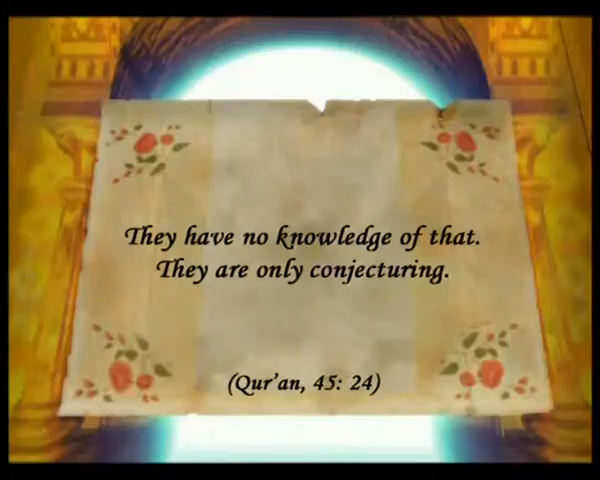 They have no knowledge of that.
They are only conjecturing.
(Qur'an, 45: 24)